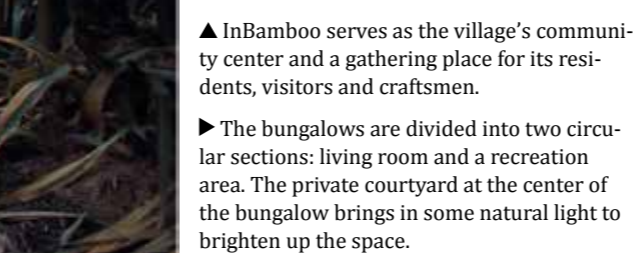 ▲ InBamboo serves as the village's communi-
ty center and a gathering place for its resi-
dents, visitors and craftsmen.
▶ The bungalows are divided into two circu-
lar sections: living room and a recreation
area. The private courtyard at the center of
the bungalow brings in some natural light to
brighten up the space.